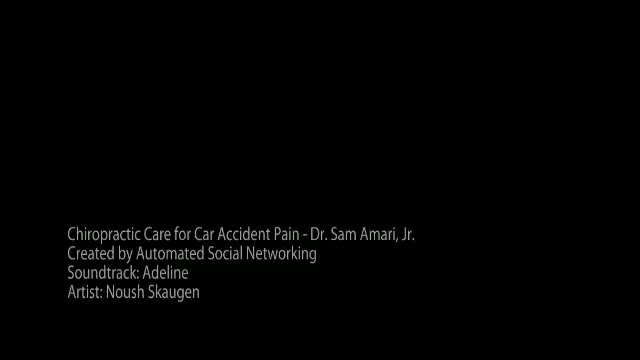 Chiropractic Care for Car Accident Pain - Dr. Sam Amari, Jr.
Created by Automated Social Networking
Soundtrack: Adeline
Artist: Noush Skaugen